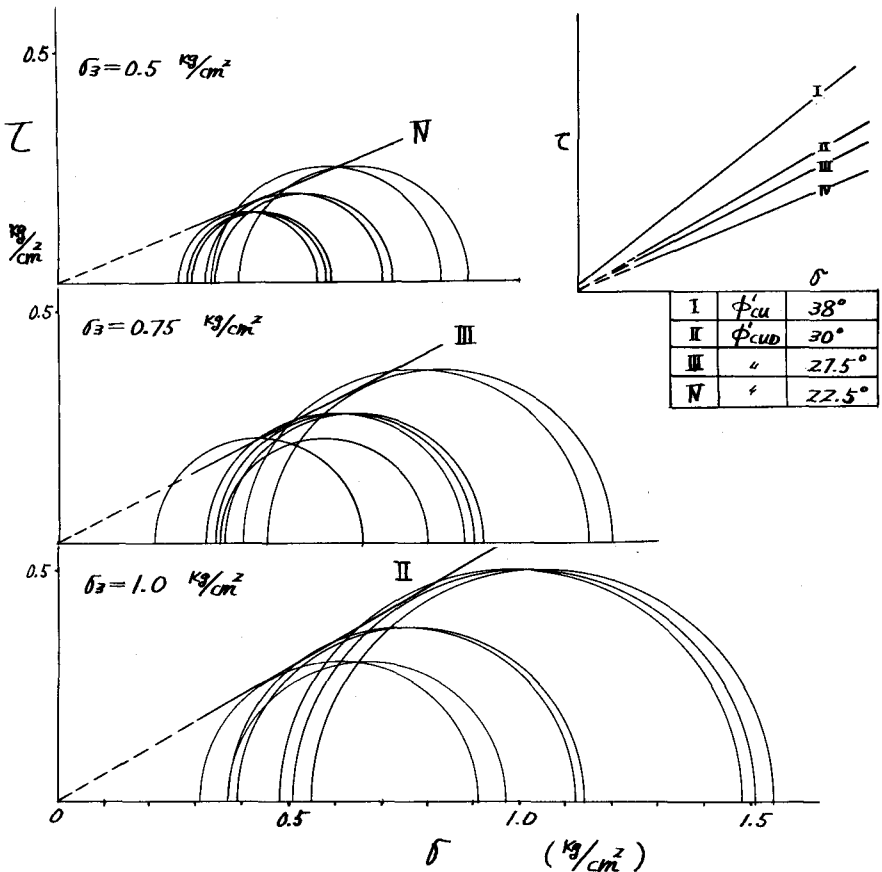 0.5
σ3=0.5 kg/cm²
τ
kg/cm²
IV
τ
I
II
III
IV
σ
I φ'cu 38°
II φ'cuD 30°
III 〃 27.5°
IV 〃 22.5°
0.5
σ3=0.75 kg/cm²
III
0.5
σ3=1.0 kg/cm²
II
0 0.5 1.0 1.5
σ (kg/cm²)